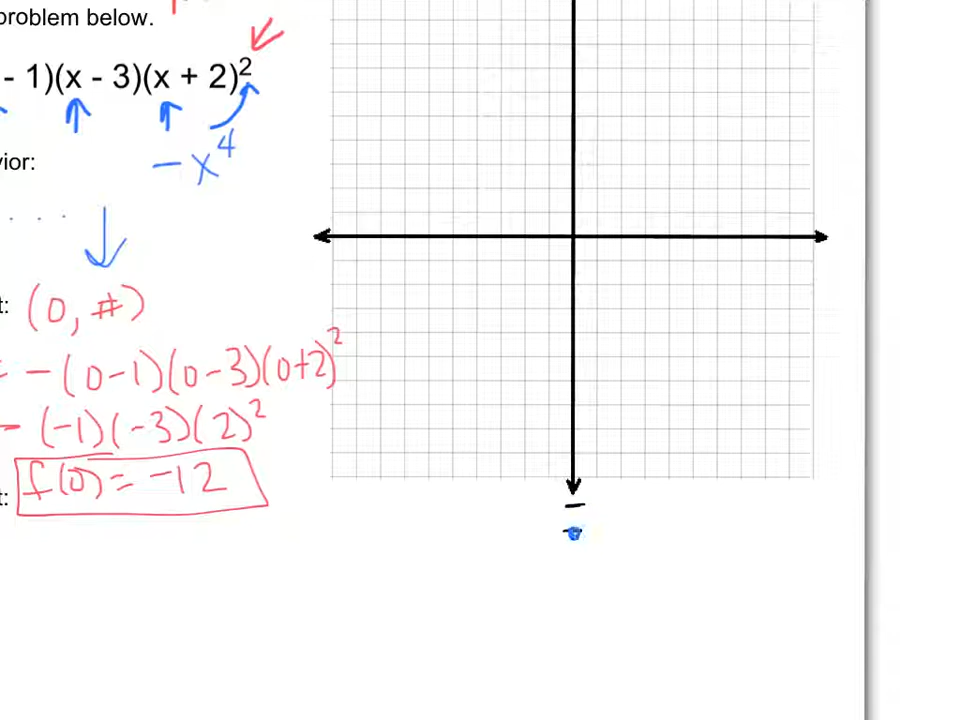 problem below.
- 1)(x - 3)(x + 2)²
- x⁴
vior:
t: (0, #)
= - (0-1)(0-3)(0+2)²
- (-1)(-3)(2)²
t: f(0) = -12